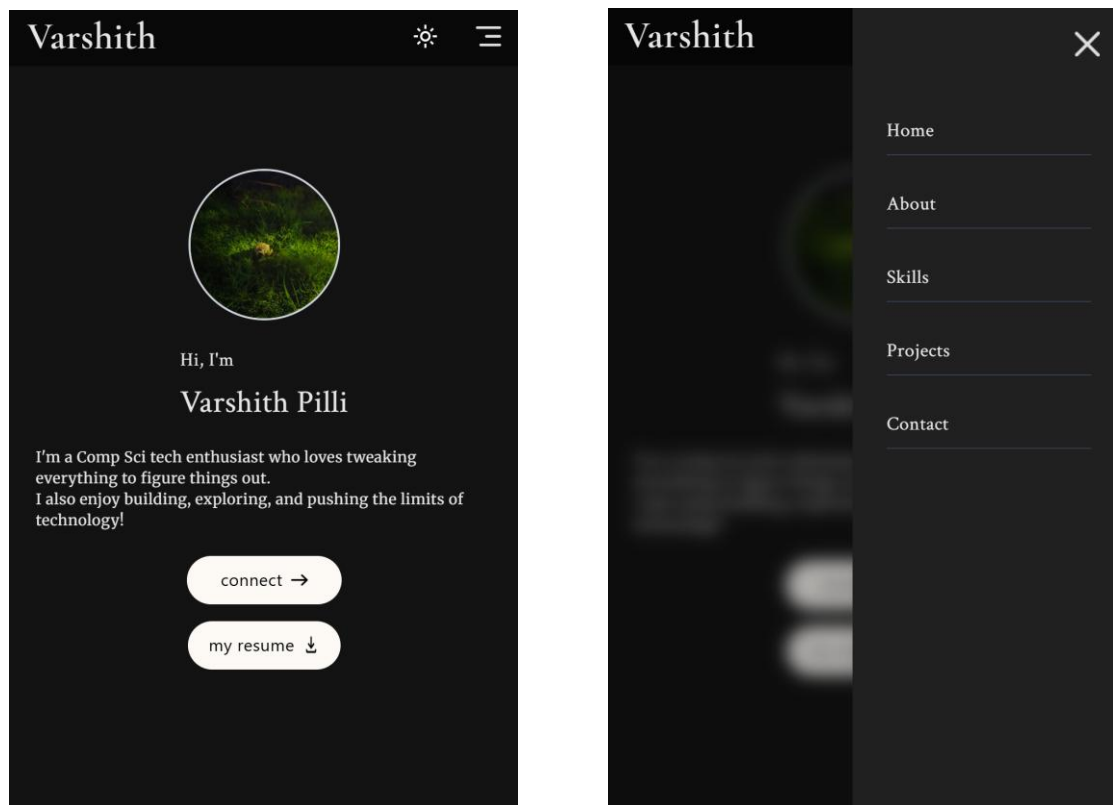 Varshith
Hi, I'm
Varshith Pilli
I'm a Comp Sci tech enthusiast who loves tweaking
everything to figure things out.
I also enjoy building, exploring, and pushing the limits of
technology!
connect →
my resume
Varshith
Home
About
Skills
Projects
Contact